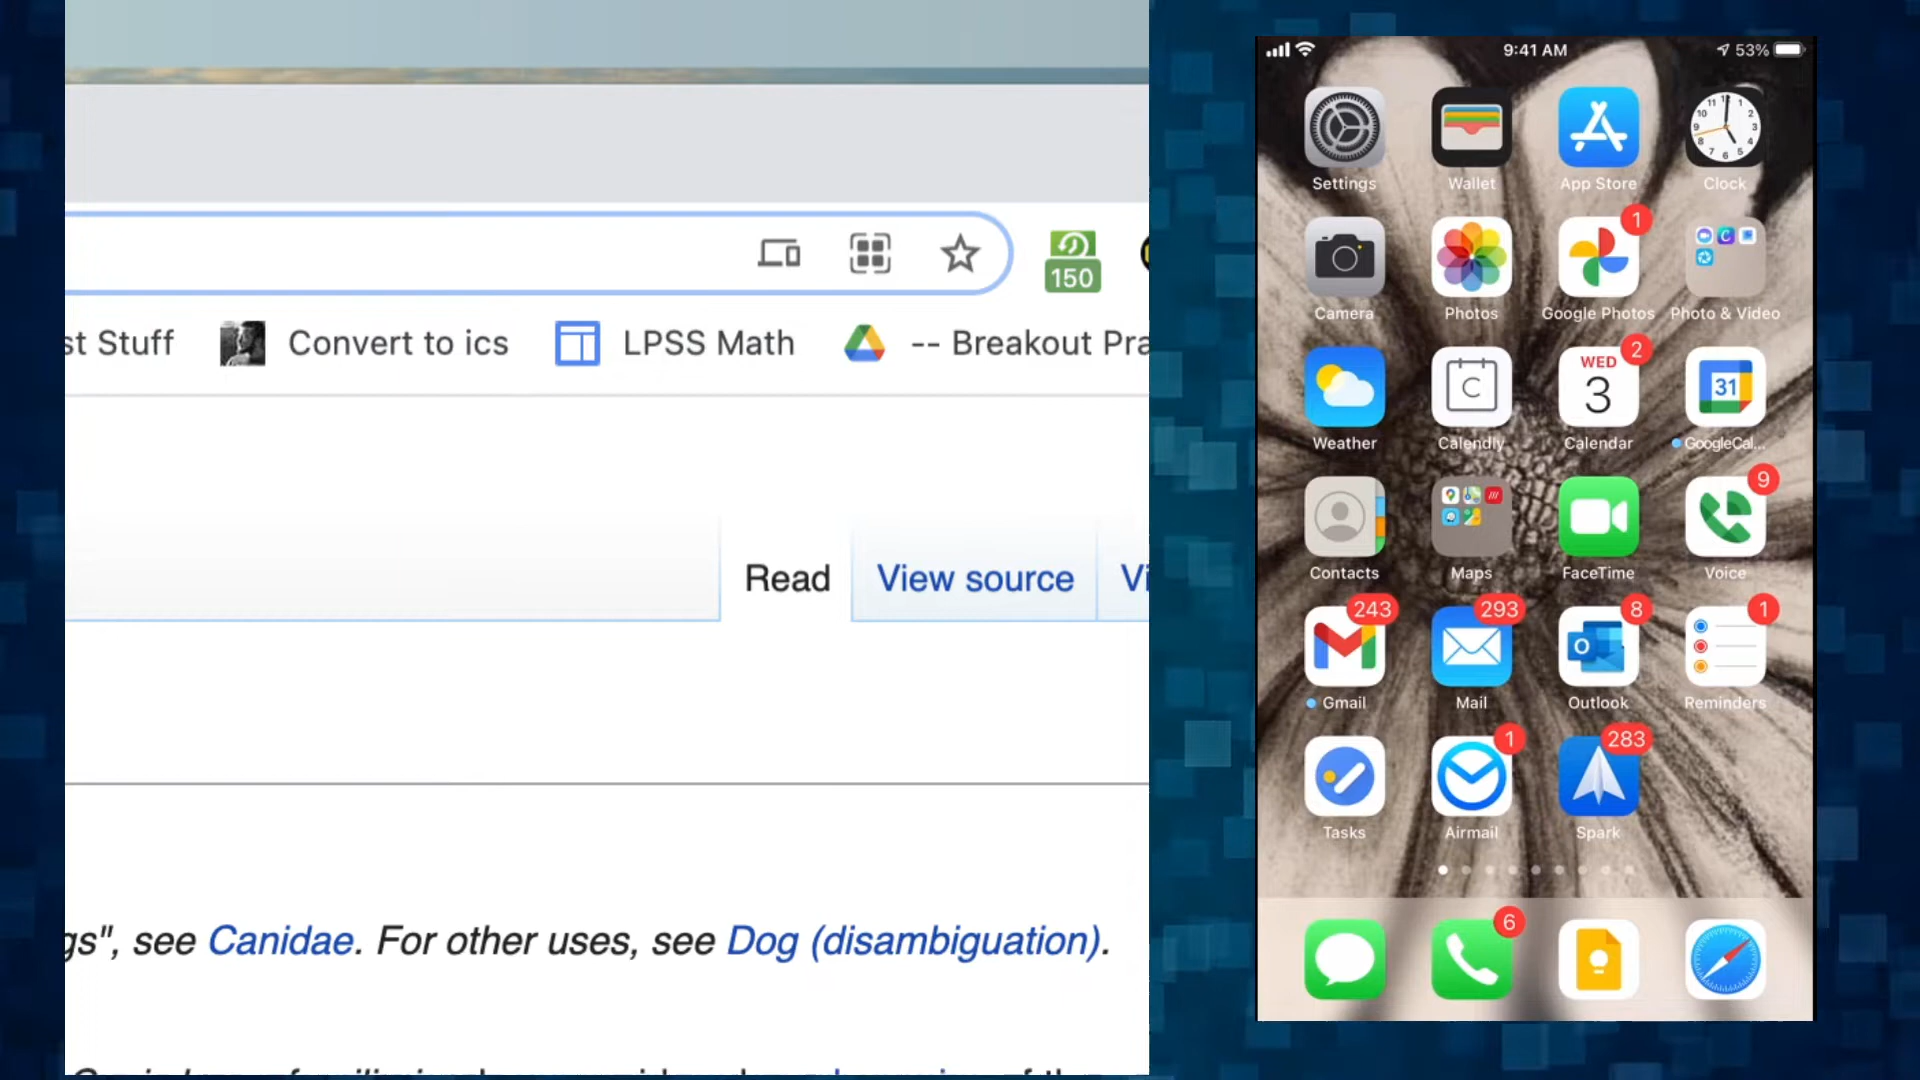 150
st Stuff
Convert to ics
LPSS Math
-- Breakout Pra
Read
View source
Vi
gs", see Canidae. For other uses, see Dog (disambiguation).
9:41 AM
53%
Settings
Wallet
App Store
Clock
1
Camera
Photos
Google Photos
Photo & Video
WED
3
2
31
C
Weather
Calendly
Calendar
GoogleCal...
9
Contacts
Maps
FaceTime
Voice
243
293
8
1
Gmail
Mail
Outlook
Reminders
1
283
Tasks
Airmail
Spark
6